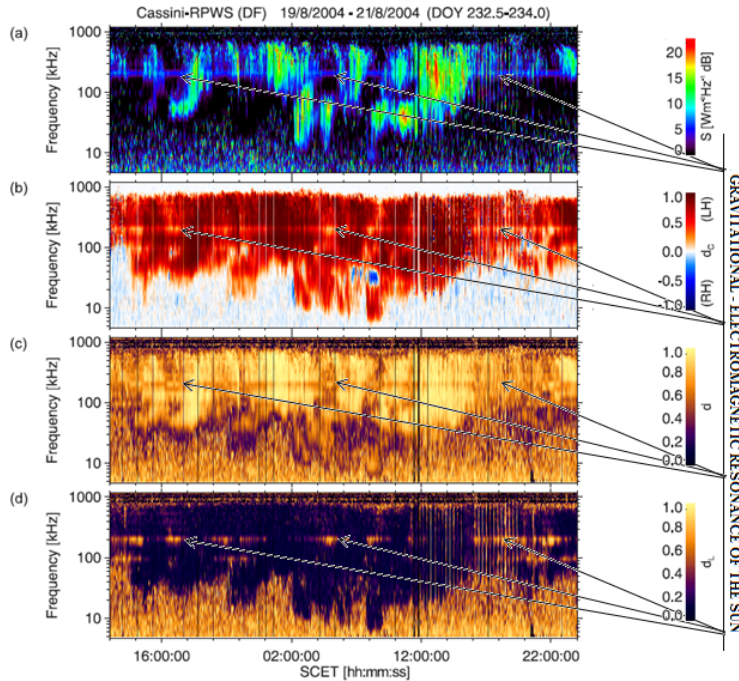 Cassini-RPWS (DF) 19/8/2004 - 21/8/2004 (DOY 232.5-234.0)
(a)
1000
100
10
Frequency [kHz]
20
15
10
5
0
S [Wm⁻²Hz⁻¹ dB]
(b)
1000
100
10
Frequency [kHz]
1.0
0.5
0.0
-0.5
-1.0
(RH) d_C (LH)
(c)
1000
100
10
Frequency [kHz]
1.0
0.8
0.6
0.4
0.2
0.0
d
(d)
1000
100
10
Frequency [kHz]
1.0
0.8
0.6
0.4
0.2
0.0
d_L
16:00:00 02:00:00 12:00:00 22:00:00
SCET [hh:mm:ss]
GRAVITATIONAL - ELECTROMAGNETIC RESONANCE OF THE SUN